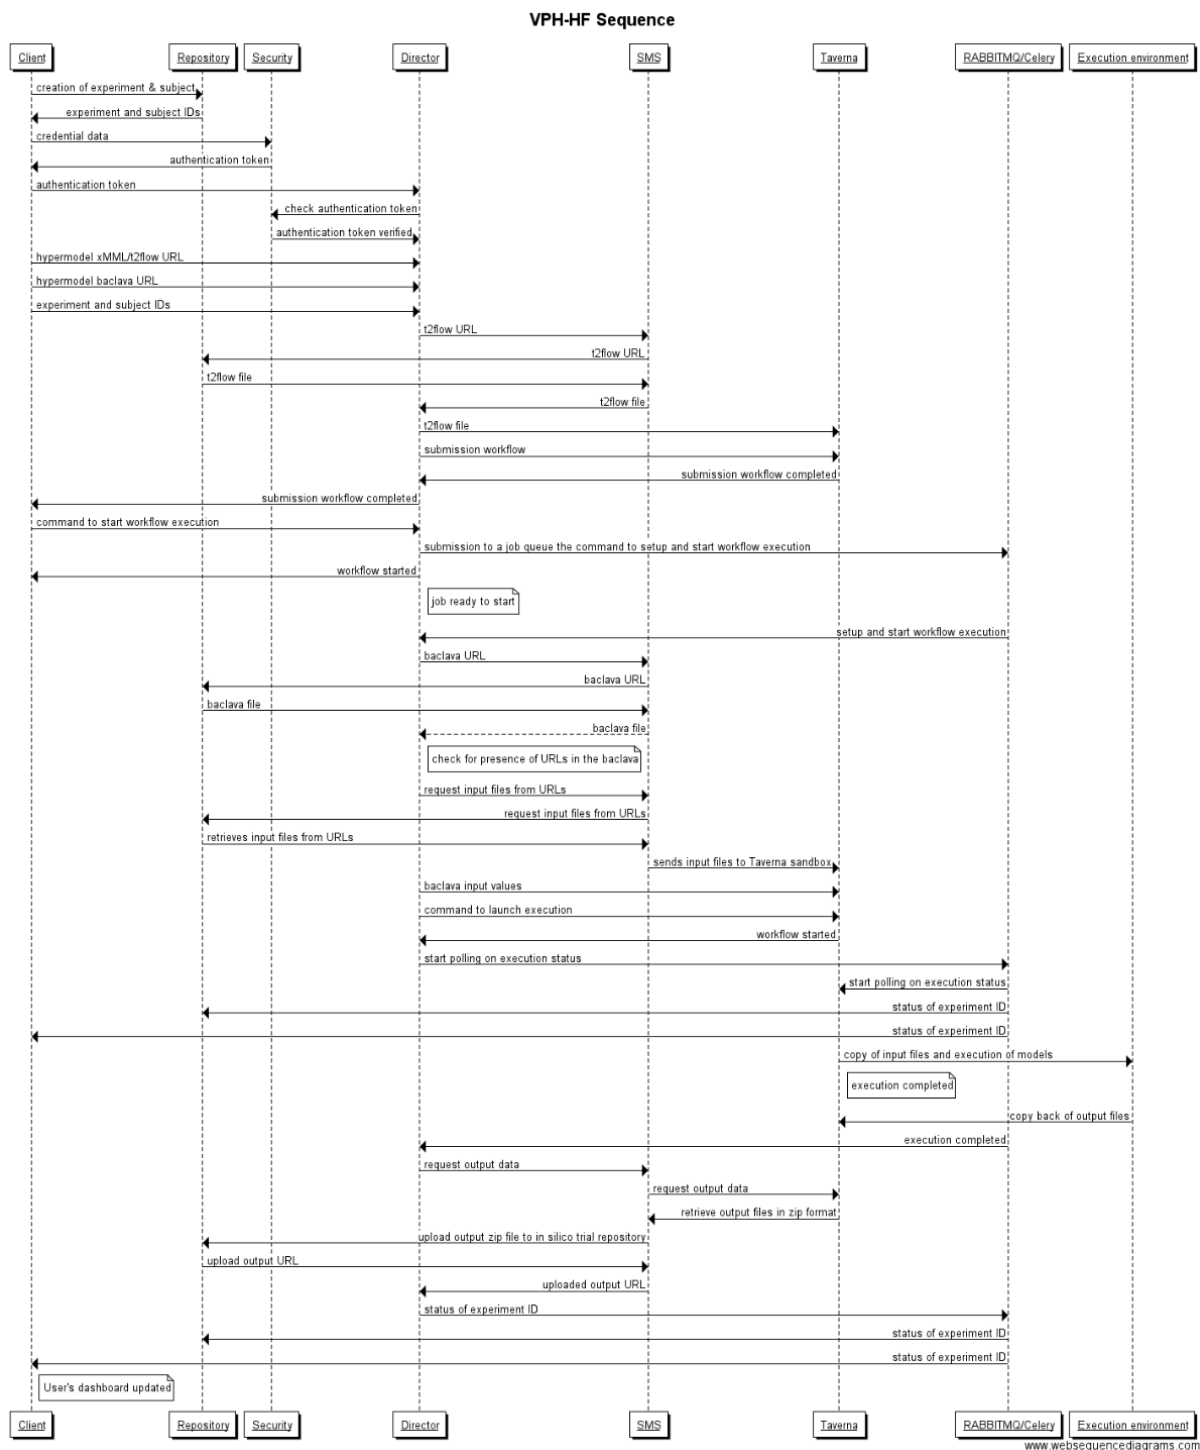 VPH-HF Sequence
Client Repository Security Director SMS Taverna RABBITMQ/Celery Execution environment
creation of experiment & subject
experiment and subject IDs
credential data
authentication token
authentication token
check authentication token
authentication token verified
hypermodel xMML/t2flow URL
hypermodel baclava URL
experiment and subject IDs
t2flow URL
t2flow URL
t2flow file
t2flow file
t2flow file
submission workflow
submission workflow completed
submission workflow completed
command to start workflow execution
submission to a job queue the command to setup and start workflow execution
workflow started
job ready to start
setup and start workflow execution
baclava URL
baclava URL
baclava file
baclava file
check for presence of URLs in the baclava
request input files from URLs
request input files from URLs
retrieves input files from URLs
sends input files to Taverna sandbox
baclava input values
command to launch execution
workflow started
start polling on execution status
start polling on execution status
status of experiment ID
status of experiment ID
copy of input files and execution of models
execution completed
copy back of output files
execution completed
request output data
request output data
retrieve output files in zip format
upload output zip file to in silico trial repository
upload output URL
uploaded output URL
status of experiment ID
status of experiment ID
status of experiment ID
User's dashboard updated
Client Repository Security Director SMS Taverna RABBITMQ/Celery Execution environment
www.websequencediagrams.com